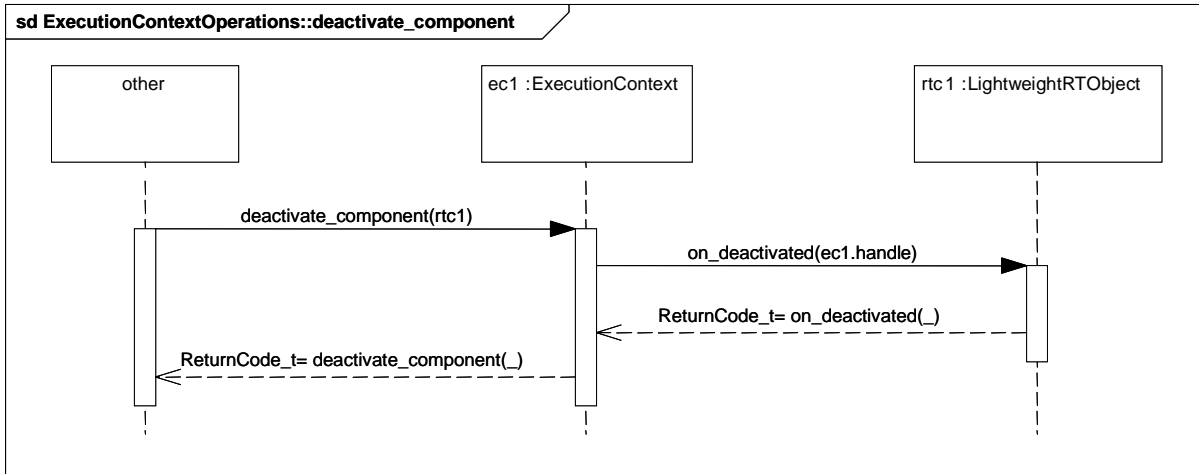 sd ExecutionContextOperations::deactivate_component
other
ec1 :ExecutionContext
rtc1 :LightweightRTObject
deactivate_component(rtc1)
on_deactivated(ec1.handle)
ReturnCode_t= on_deactivated(_)
ReturnCode_t= deactivate_component(_)